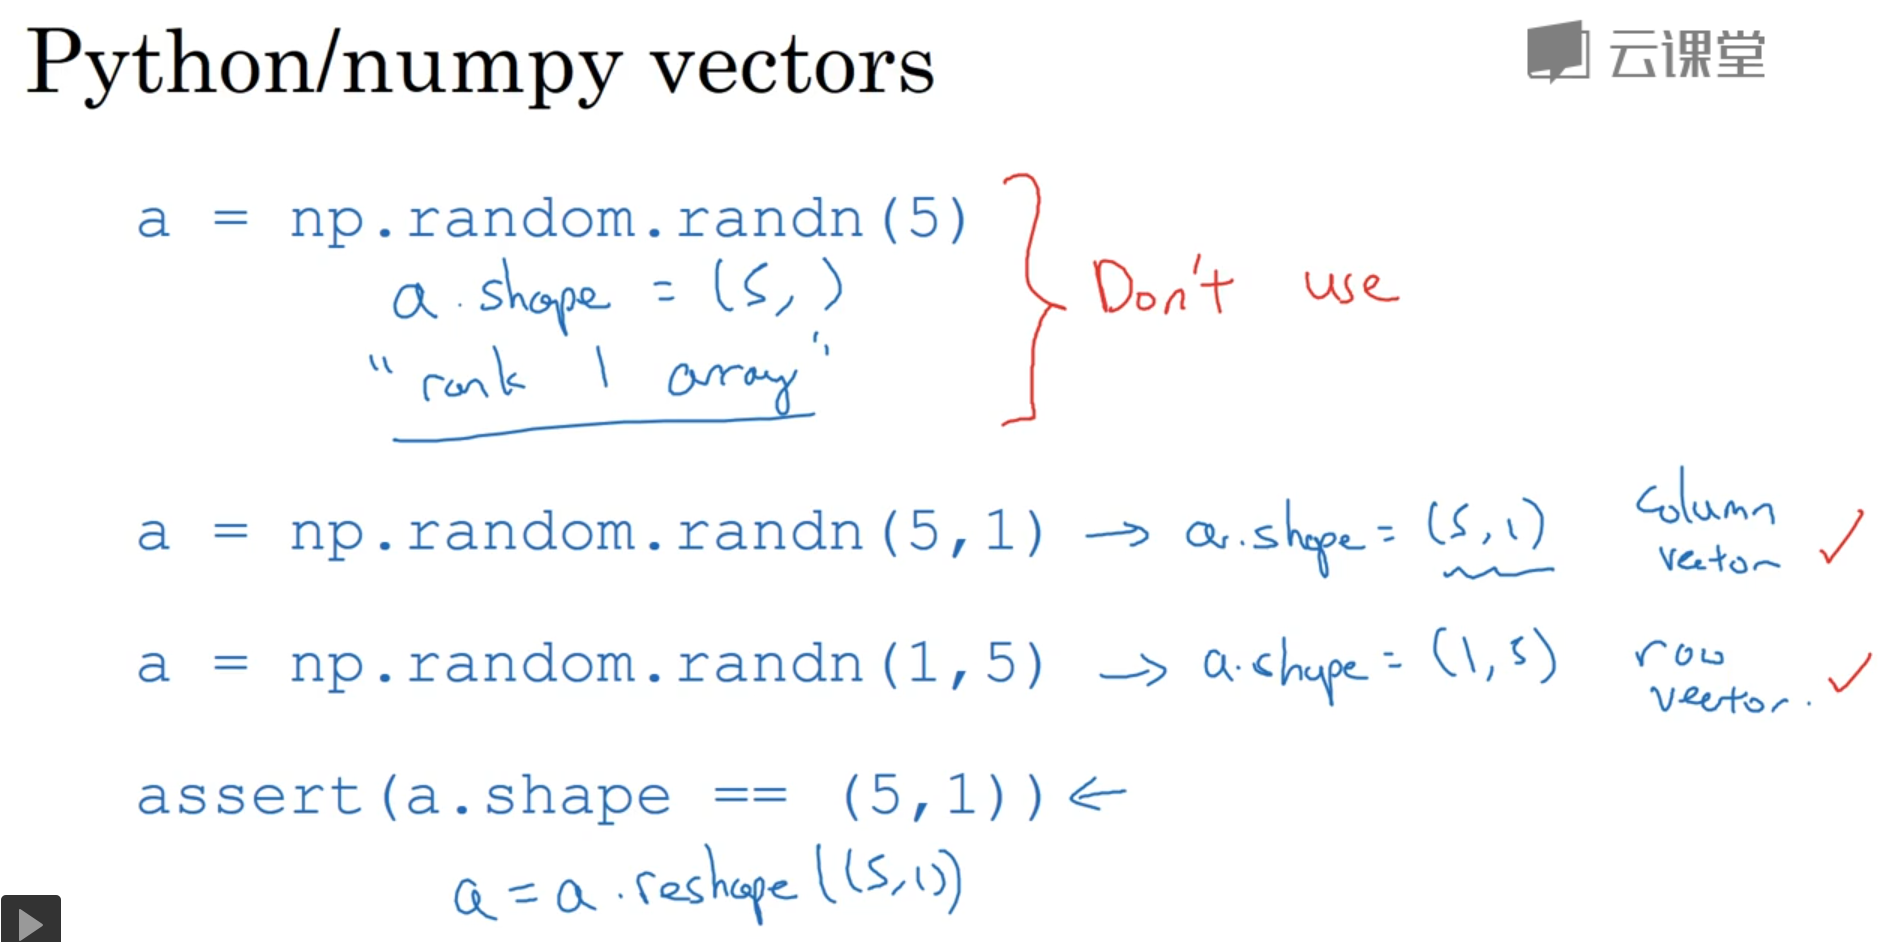 Python/numpy vectors
云课堂
a = np.random.randn(5)
a.shape = (5, )
"rank 1 array"
Don't use
a = np.random.randn(5,1) → a.shape = (5,1) column vector ✓
a = np.random.randn(1,5) → a.shape = (1,5) row vector. ✓
assert(a.shape == (5,1)) ←
a = a.reshape((5,1))